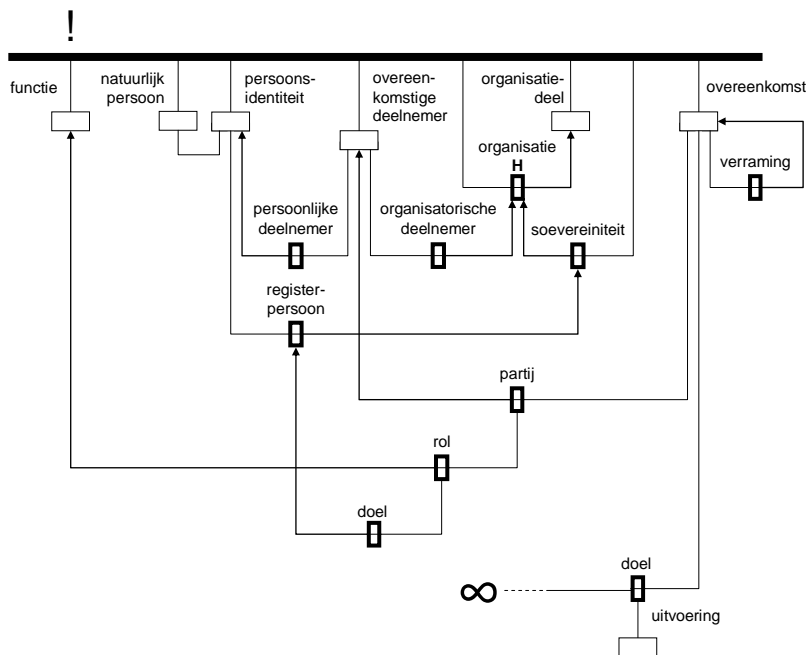 !
functie
natuurlijk
persoon
persoons-
identiteit
overeen-
komstige
deelnemer
organisatie-
deel
overeenkomst
organisatie
H
verraming
persoonlijke
deelnemer
organisatorische
deelnemer
soevereiniteit
register-
persoon
partij
rol
doel
doel
∞
uitvoering